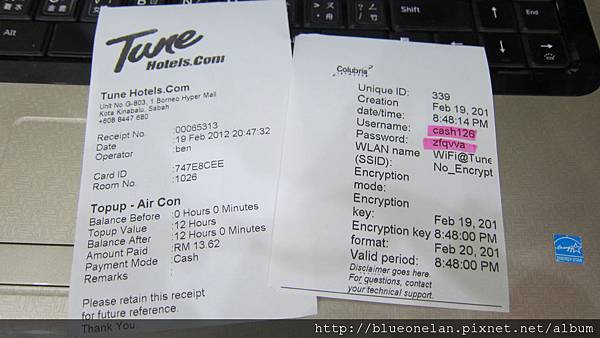 Tune
Hotels.Com
Tune Hotels.Com
Unit No G-803, 1 Borneo Hyper Mall
Kota Kinabalu, Sabah
+608 8447 680
Receipt No :00065313
Date :19 Feb 2012 20:47:32
Operator :ben
Card ID :747E8CEE
Room No. :1026
Topup - Air Con
Balance Before :0 Hours 0 Minutes
Topup Value :12 Hours
Balance After :12 Hours 0 Minutes
Amount Paid :RM 13.62
Payment Mode :Cash
Remarks :
Please retain this receipt
for future reference.
Thank You.
Colubris
Unique ID: 339
Creation date/time: Feb 19, 201
8:48:14 PM
Username: cash126
Password: zfqvva
WLAN name (SSID): WiFi@Tune
Encryption mode: No_Encrypt
Encryption key:
Encryption key format:
Feb 19, 201
8:48:00 PM
Valid period: Feb 20, 201
8:48:00 PM
Disclaimer goes here.
For questions, contact
your technical support.
Alt
Ctrl
Shift
End
http://blueonelan.pixnet.net/album